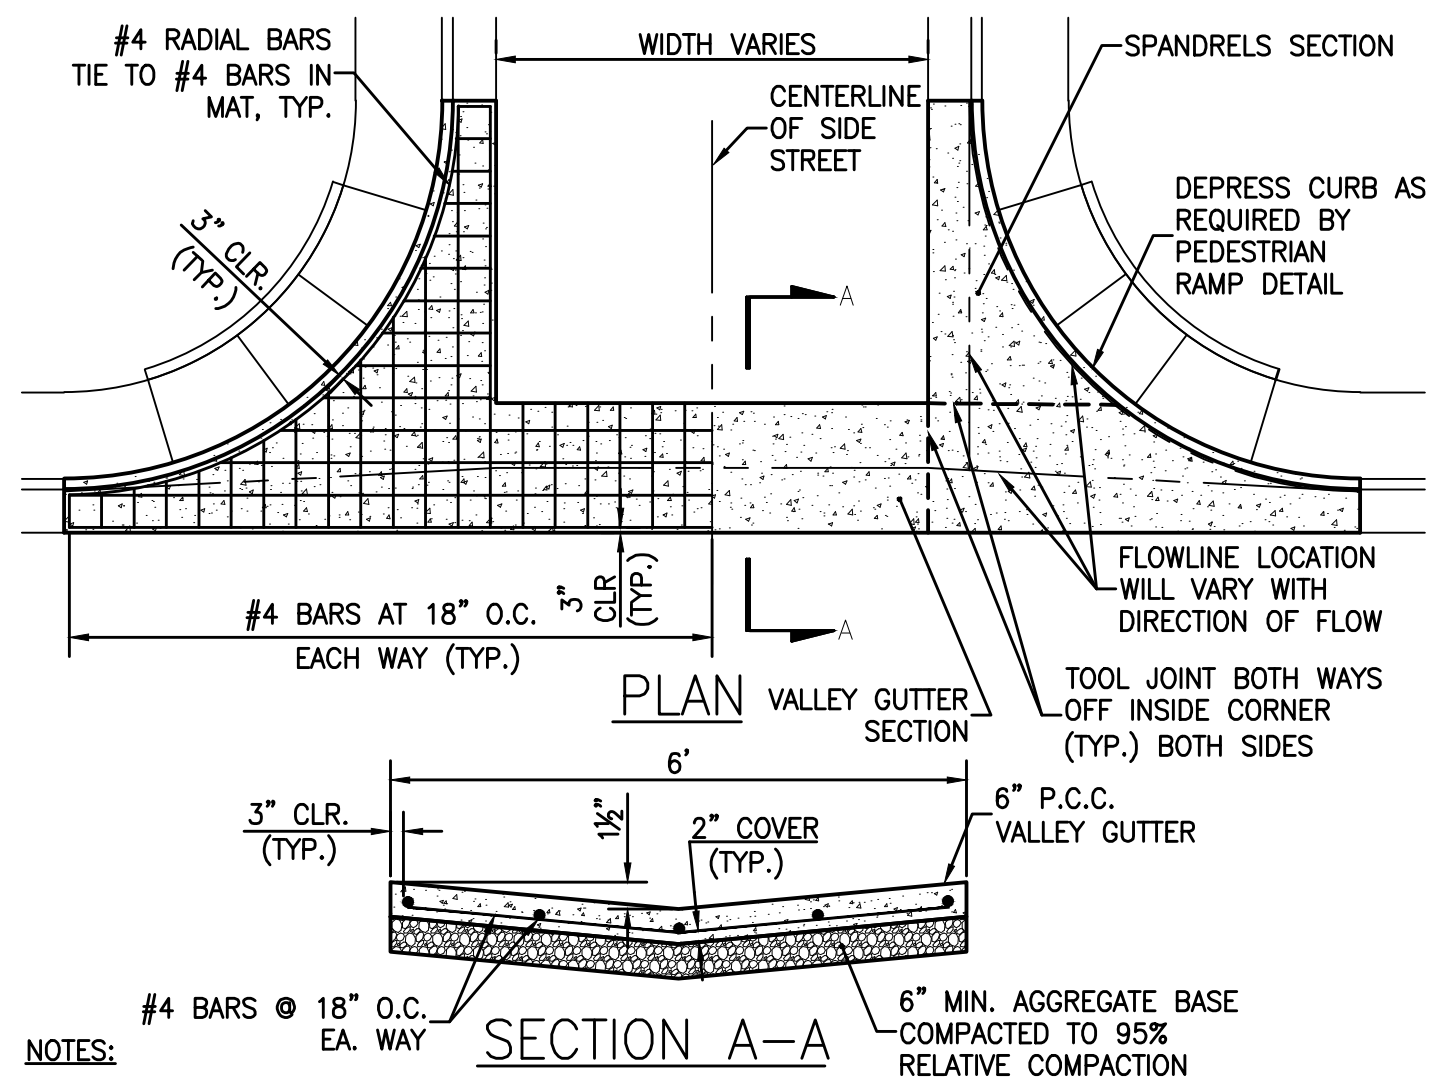 #4 RADIAL BARS
TIE TO #4 BARS IN
MAT, TYP.
WIDTH VARIES
CENTERLINE
OF SIDE
STREET
SPANDRELS SECTION
DEPRESS CURB AS
REQUIRED BY
PEDESTRIAN
RAMP DETAIL
3" CLR.
(TYP.)
A
3"
CLR
(TYP.)
#4 BARS AT 18" O.C.
EACH WAY (TYP.)
A
FLOWLINE LOCATION
WILL VARY WITH
DIRECTION OF FLOW
PLAN
VALLEY GUTTER
SECTION
TOOL JOINT BOTH WAYS
OFF INSIDE CORNER
(TYP.) BOTH SIDES
6'
3" CLR.
(TYP.)
1½"
2" COVER
(TYP.)
6" P.C.C.
VALLEY GUTTER
#4 BARS @ 18" O.C.
EA. WAY
SECTION A-A
6" MIN. AGGREGATE BASE
COMPACTED TO 95%
RELATIVE COMPACTION
NOTES: